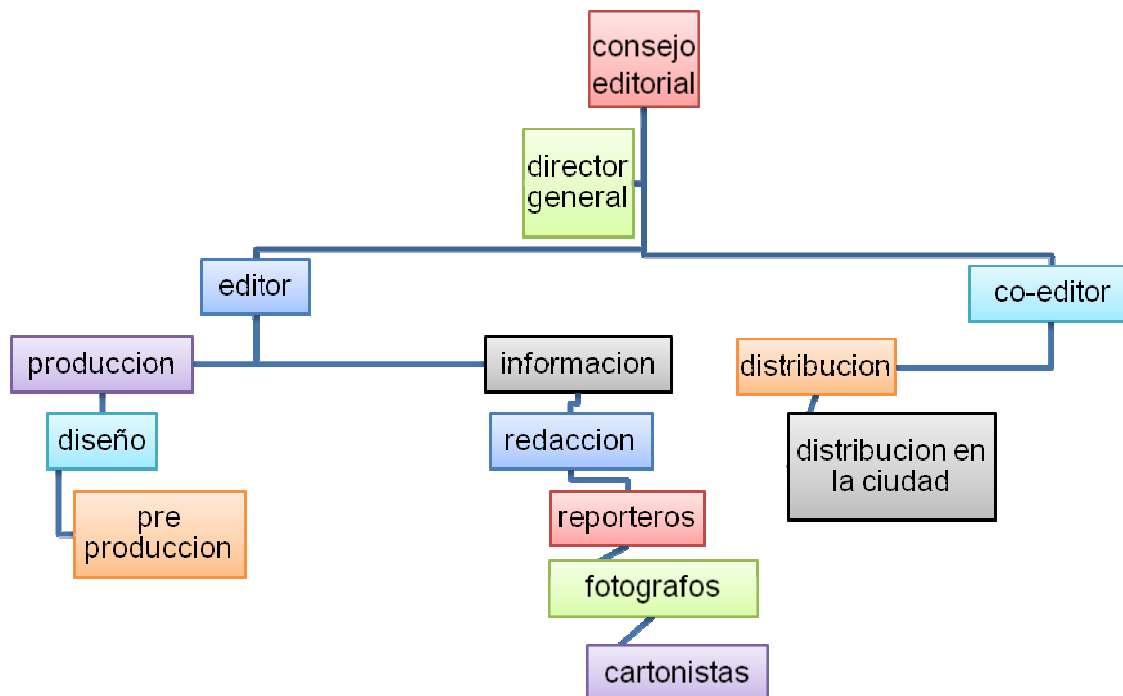 consejo
editorial
director
general
editor
co-editor
produccion
informacion
distribucion
diseño
redaccion
distribucion en
la ciudad
pre
produccion
reporteros
fotografos
cartonistas